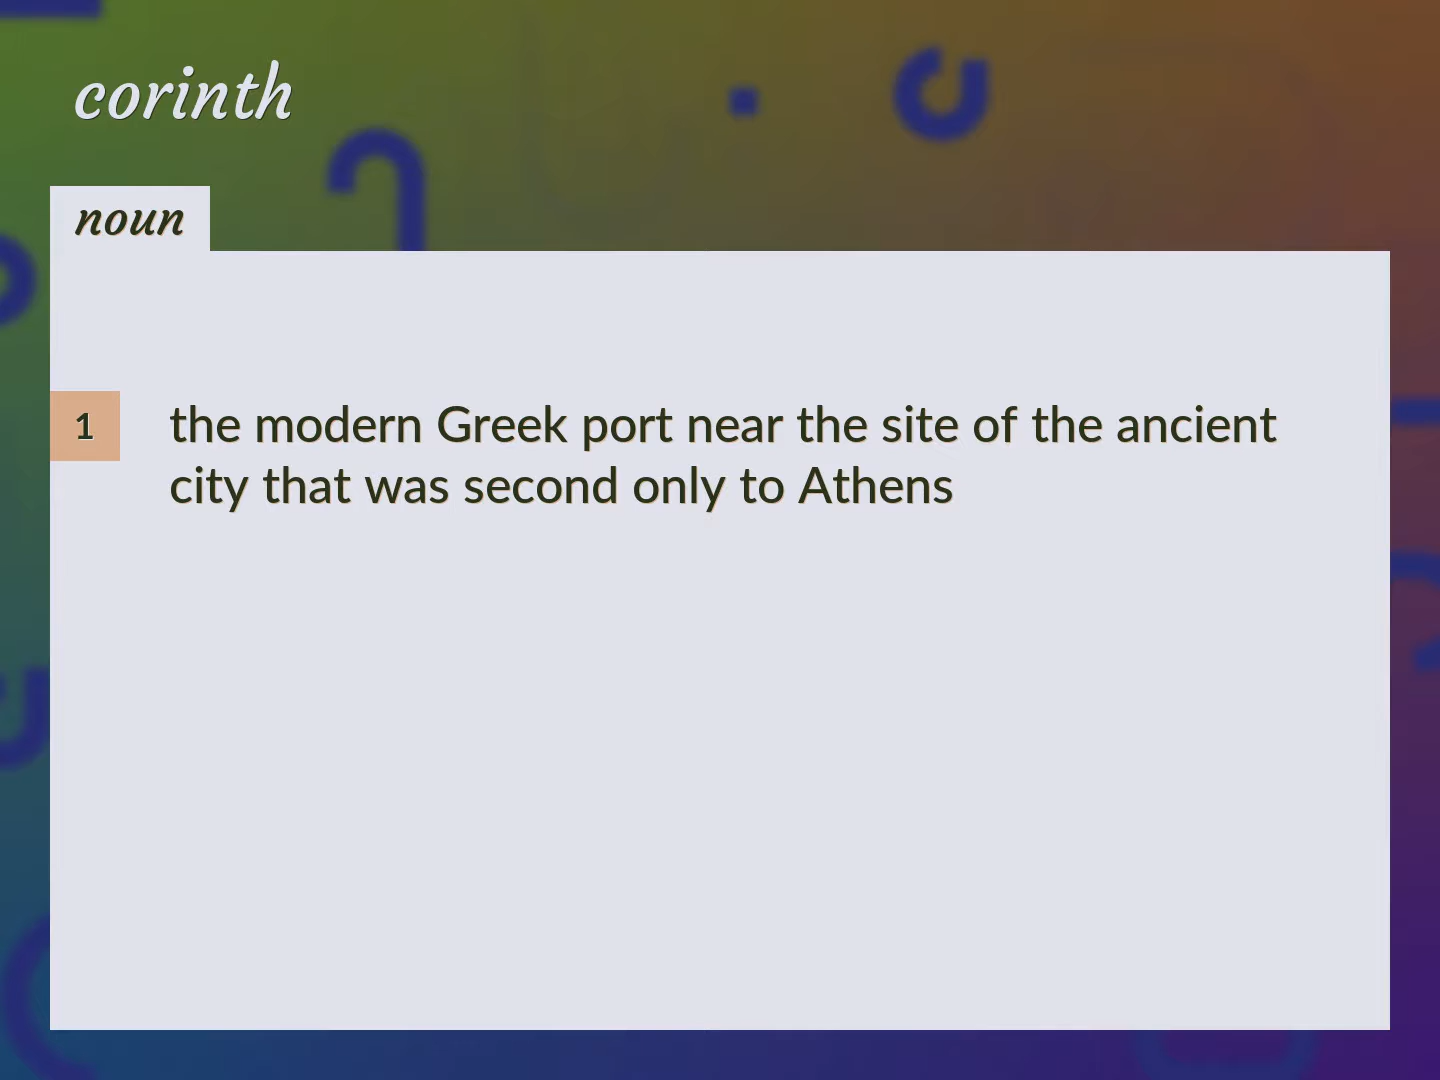 corinth
noun
1
the modern Greek port near the site of the ancient
city that was second only to Athens